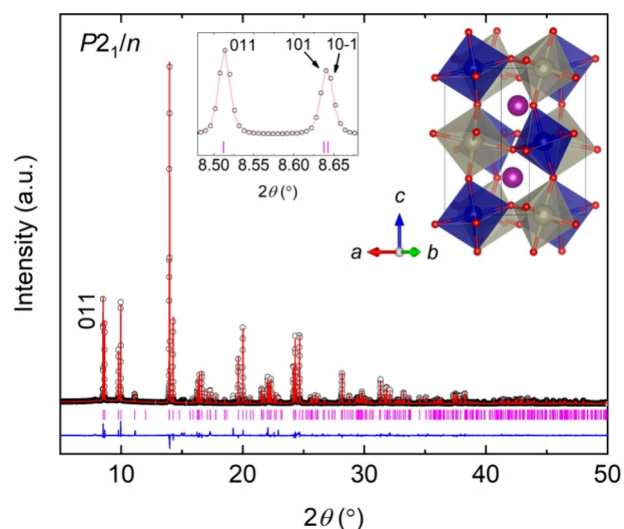 P2₁/n
011
101
10-1
8.50 8.55 8.60 8.65
2θ (°)
c
a
b
Intensity (a.u.)
011
10 20 30 40 50
2θ (°)